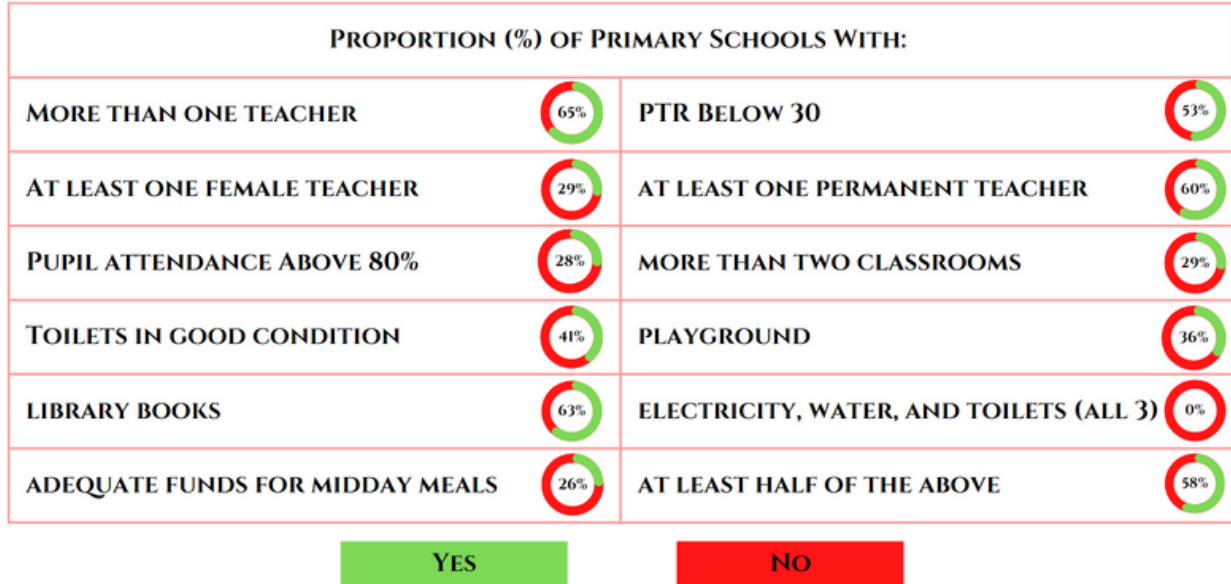 PROPORTION (%) OF PRIMARY SCHOOLS WITH:
MORE THAN ONE TEACHER 65% PTR BELOW 30 53%
AT LEAST ONE FEMALE TEACHER 29% AT LEAST ONE PERMANENT TEACHER 60%
PUPIL ATTENDANCE ABOVE 80% 28% MORE THAN TWO CLASSROOMS 29%
TOILETS IN GOOD CONDITION 41% PLAYGROUND 36%
LIBRARY BOOKS 63% ELECTRICITY, WATER, AND TOILETS (ALL 3) 0%
ADEQUATE FUNDS FOR MIDDAY MEALS 26% AT LEAST HALF OF THE ABOVE 58%
YES NO